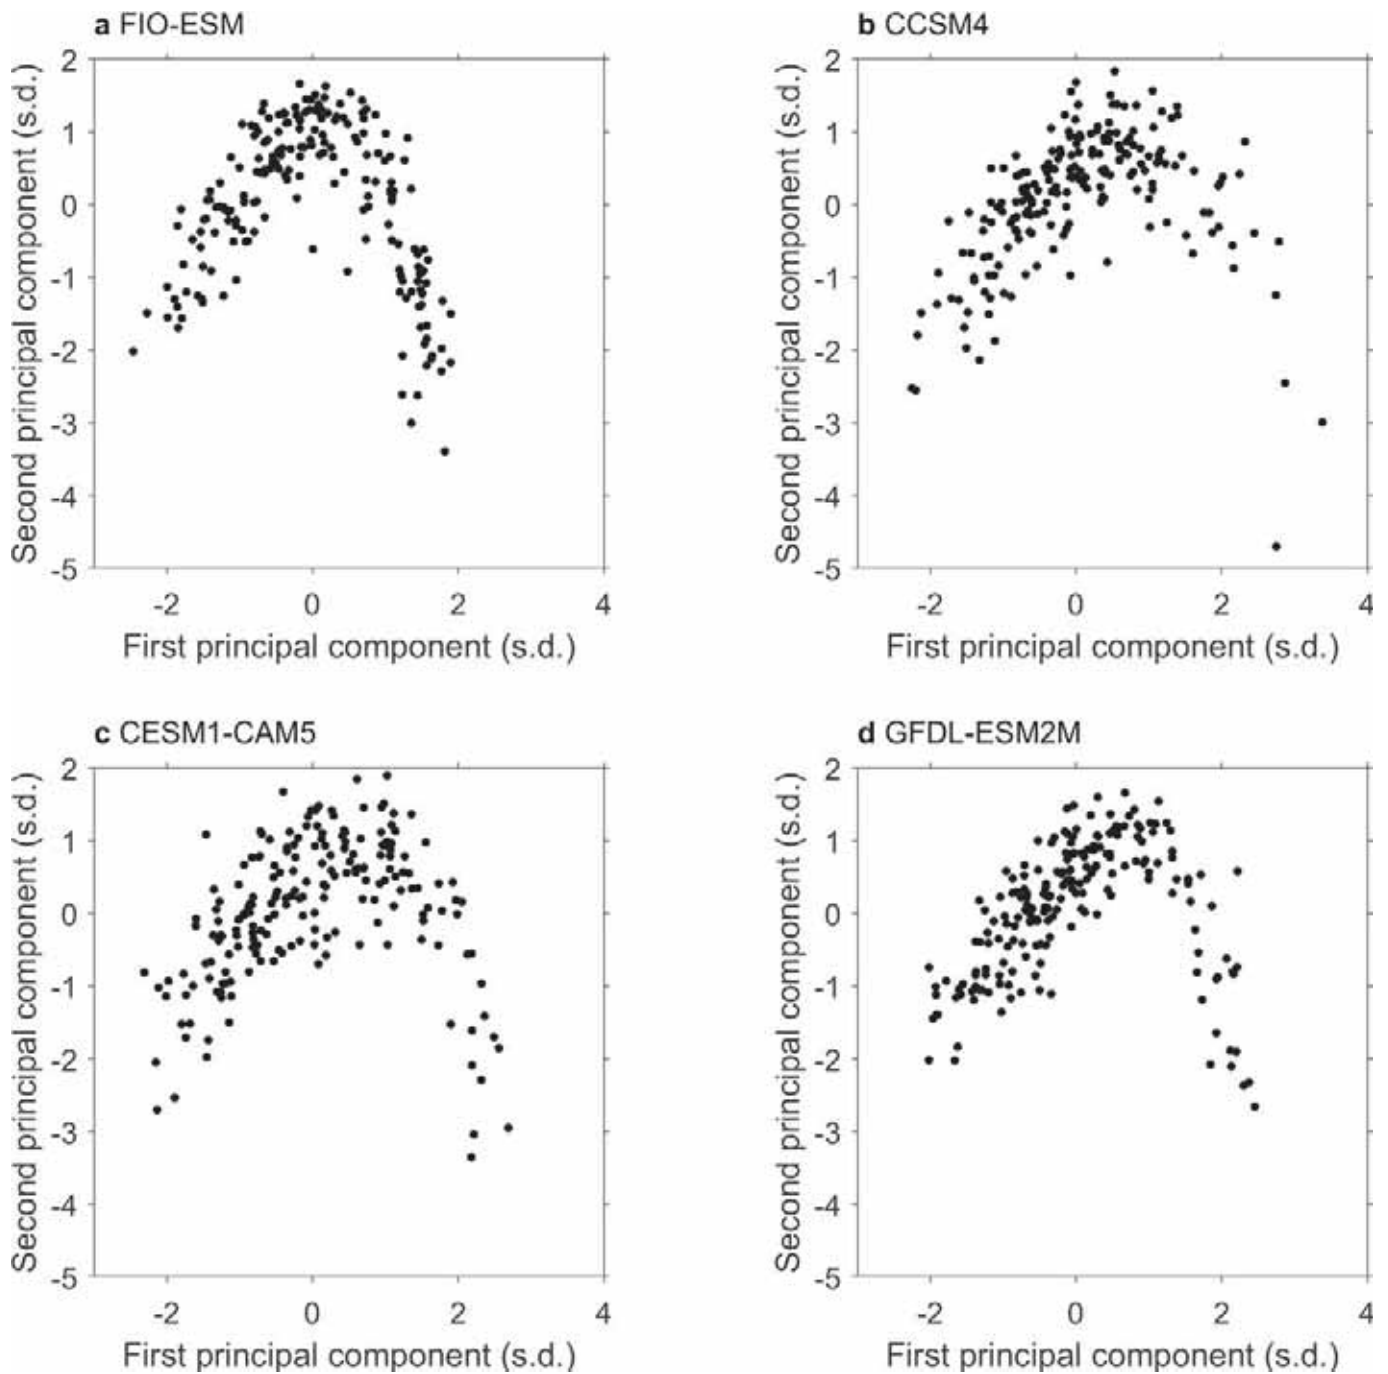 a FIO-ESM
b CCSM4
Second principal component (s.d.)
2
1
0
-1
-2
-3
-4
-5
-2 0 2 4
First principal component (s.d.)
Second principal component (s.d.)
2
1
0
-1
-2
-3
-4
-5
-2 0 2 4
First principal component (s.d.)
c CESM1-CAM5
d GFDL-ESM2M
Second principal component (s.d.)
2
1
0
-1
-2
-3
-4
-5
-2 0 2 4
First principal component (s.d.)
Second principal component (s.d.)
2
1
0
-1
-2
-3
-4
-5
-2 0 2 4
First principal component (s.d.)